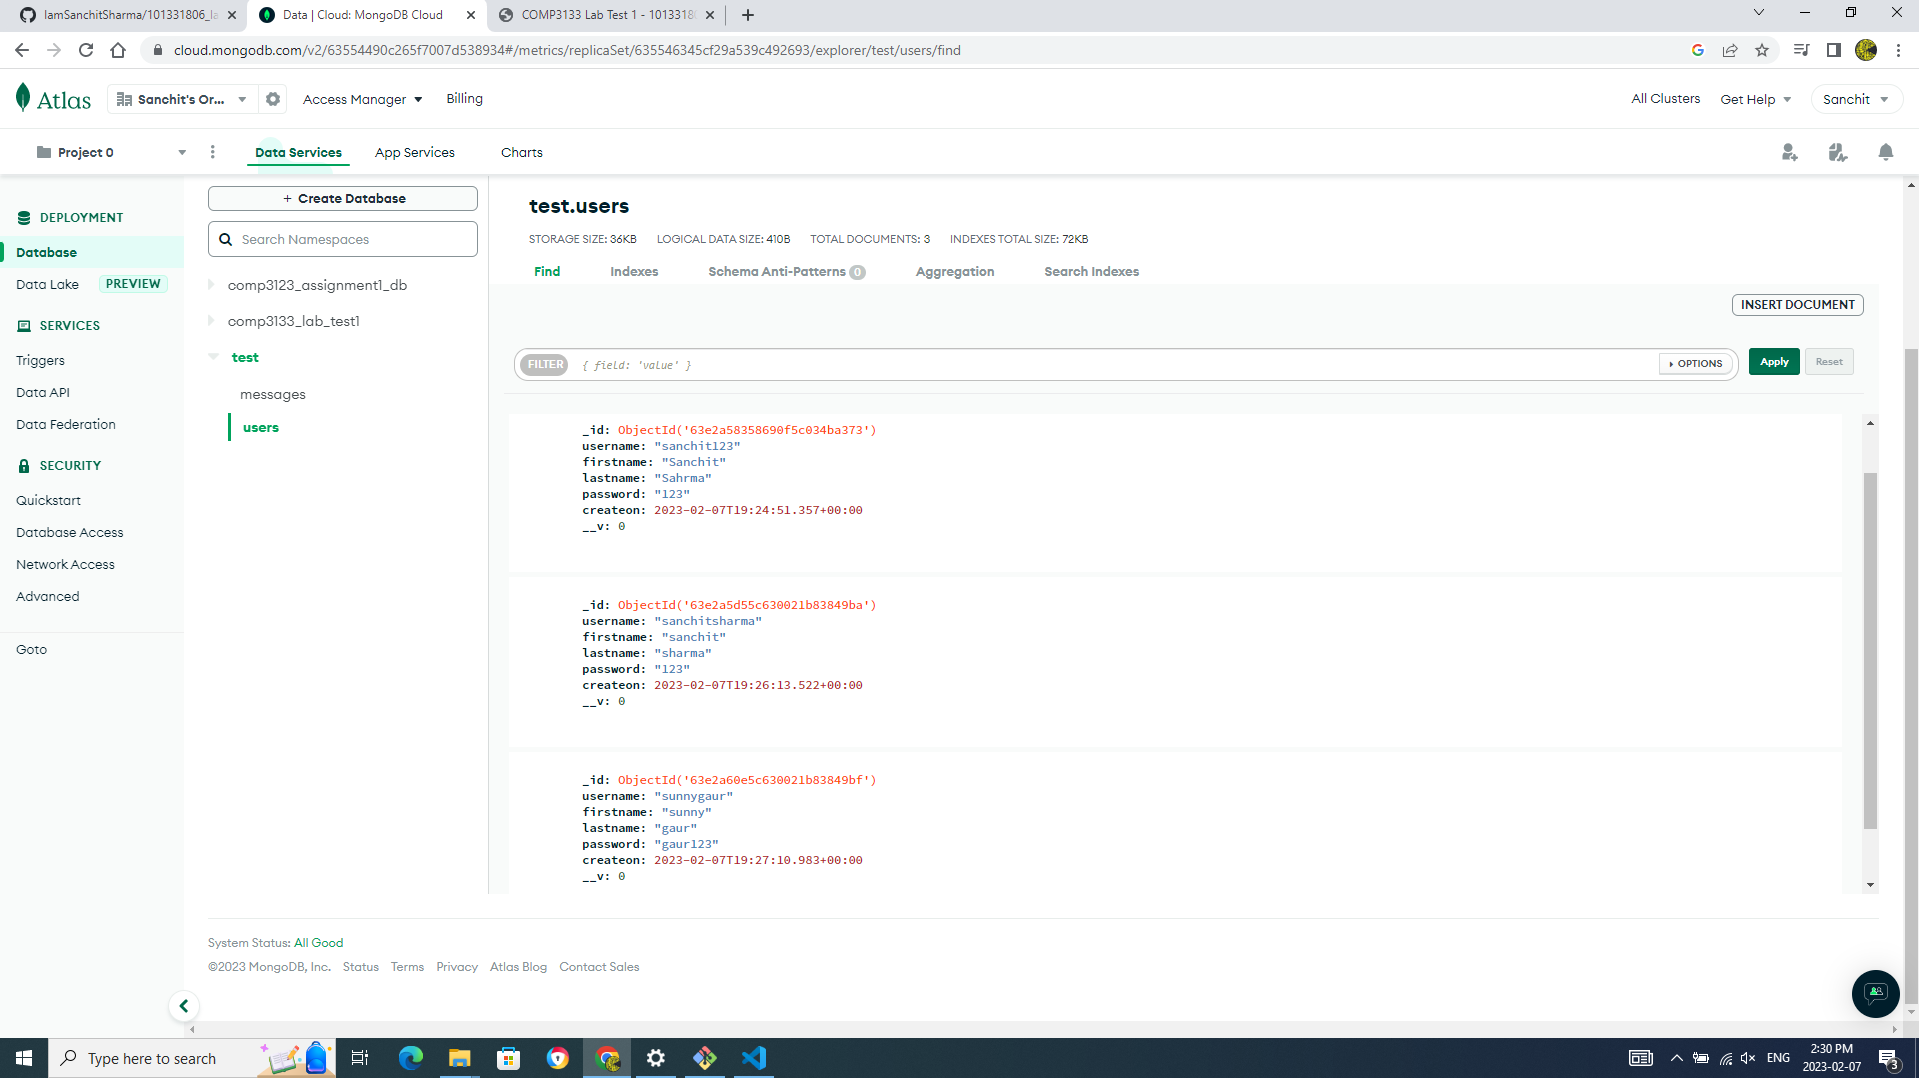 IamSanchitSharma/101331806_la
Data | Cloud: MongoDB Cloud
COMP3133 Lab Test 1 - 10133180
cloud.mongodb.com/v2/63554490c265f7007d538934#/metrics/replicaSet/635546345cf29a539c492693/explorer/test/users/find
Atlas
Sanchit's Or...
Access Manager
Billing
All Clusters
Get Help
Sanchit
Project 0
Data Services
App Services
Charts
DEPLOYMENT
Database
Data Lake PREVIEW
SERVICES
Triggers
Data API
Data Federation
SECURITY
Quickstart
Database Access
Network Access
Advanced
Goto
+ Create Database
Search Namespaces
comp3123_assignment1_db
comp3133_lab_test1
test
messages
users
test.users
STORAGE SIZE: 36KB LOGICAL DATA SIZE: 410B TOTAL DOCUMENTS: 3 INDEXES TOTAL SIZE: 72KB
Find Indexes Schema Anti-Patterns 0 Aggregation Search Indexes
INSERT DOCUMENT
FILTER { field: 'value' } OPTIONS Apply Reset
_id: ObjectId('63e2a58358690f5c034ba373')
username: "sanchit123"
firstname: "Sanchit"
lastname: "Sahrma"
password: "123"
createon: 2023-02-07T19:24:51.357+00:00
__v: 0
_id: ObjectId('63e2a5d55c630021b83849ba')
username: "sanchitsharma"
firstname: "sanchit"
lastname: "sharma"
password: "123"
createon: 2023-02-07T19:26:13.522+00:00
__v: 0
_id: ObjectId('63e2a60e5c630021b83849bf')
username: "sunnygaur"
firstname: "sunny"
lastname: "gaur"
password: "gaur123"
createon: 2023-02-07T19:27:10.983+00:00
__v: 0
System Status: All Good
©2023 MongoDB, Inc. Status Terms Privacy Atlas Blog Contact Sales
Type here to search
ENG
2:30 PM
2023-02-07
3